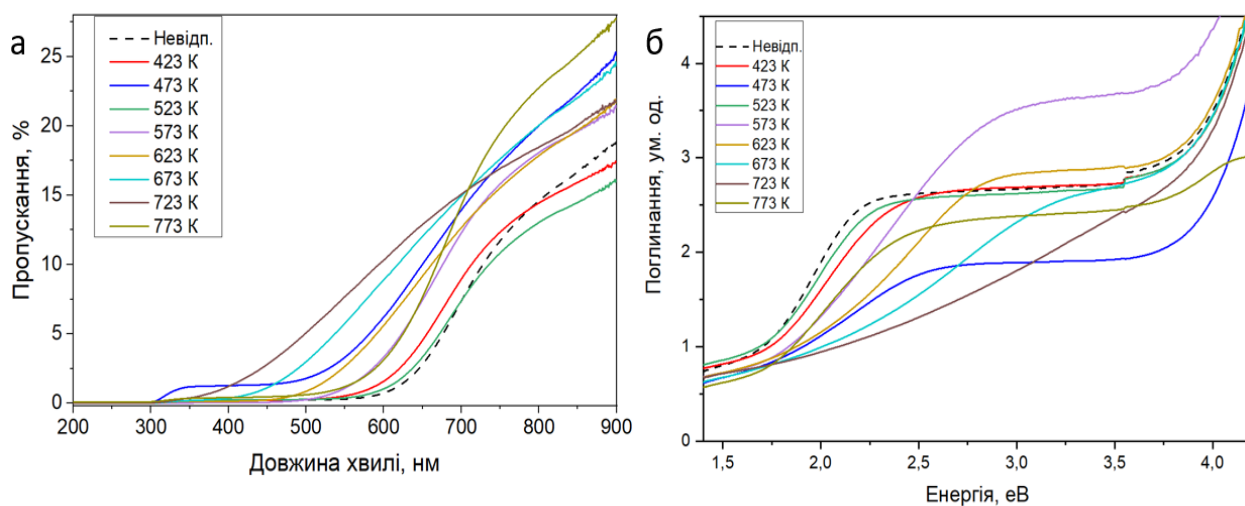 а
Пропускання, %
25
20
15
10
5
0
Невідп.
423 К
473 К
523 К
573 К
623 К
673 К
723 К
773 К
200 300 400 500 600 700 800 900
Довжина хвилі, нм
б
Поглинання, ум. од.
4
3
2
1
0
Невідп.
423 К
473 К
523 К
573 К
623 К
673 К
723 К
773 К
1,5 2,0 2,5 3,0 3,5 4,0
Енергія, еВ